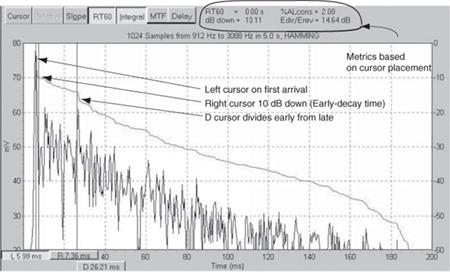 Cursor Slope RT60 Integral MTF Delay
RT60 = 0.00 s %ALcons = 2.00
dB down = 10.11 Edir/Erev = 14.64 dB
1024 Samples from 912 Hz to 3088 Hz in 5.0 s, HAMMING
Metrics based
on cursor placement
Left cursor on first arrival
Right cursor 10 dB down (Early-decay time)
D cursor divides early from late
80
70
60
50
40
30
mV
0
-10
-20
-30
-40
-50
-60
40 60 80 100 120 140 160 180 200
L 5.98 ms R 7.36 ms
D 26.21 ms
Time (ms)